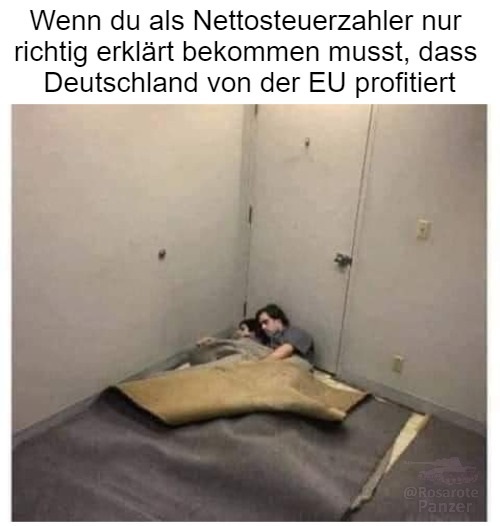 Wenn du als Nettosteuerzahler nur
richtig erklärt bekommen musst, dass
Deutschland von der EU profitiert
@Rosarote
Panzer